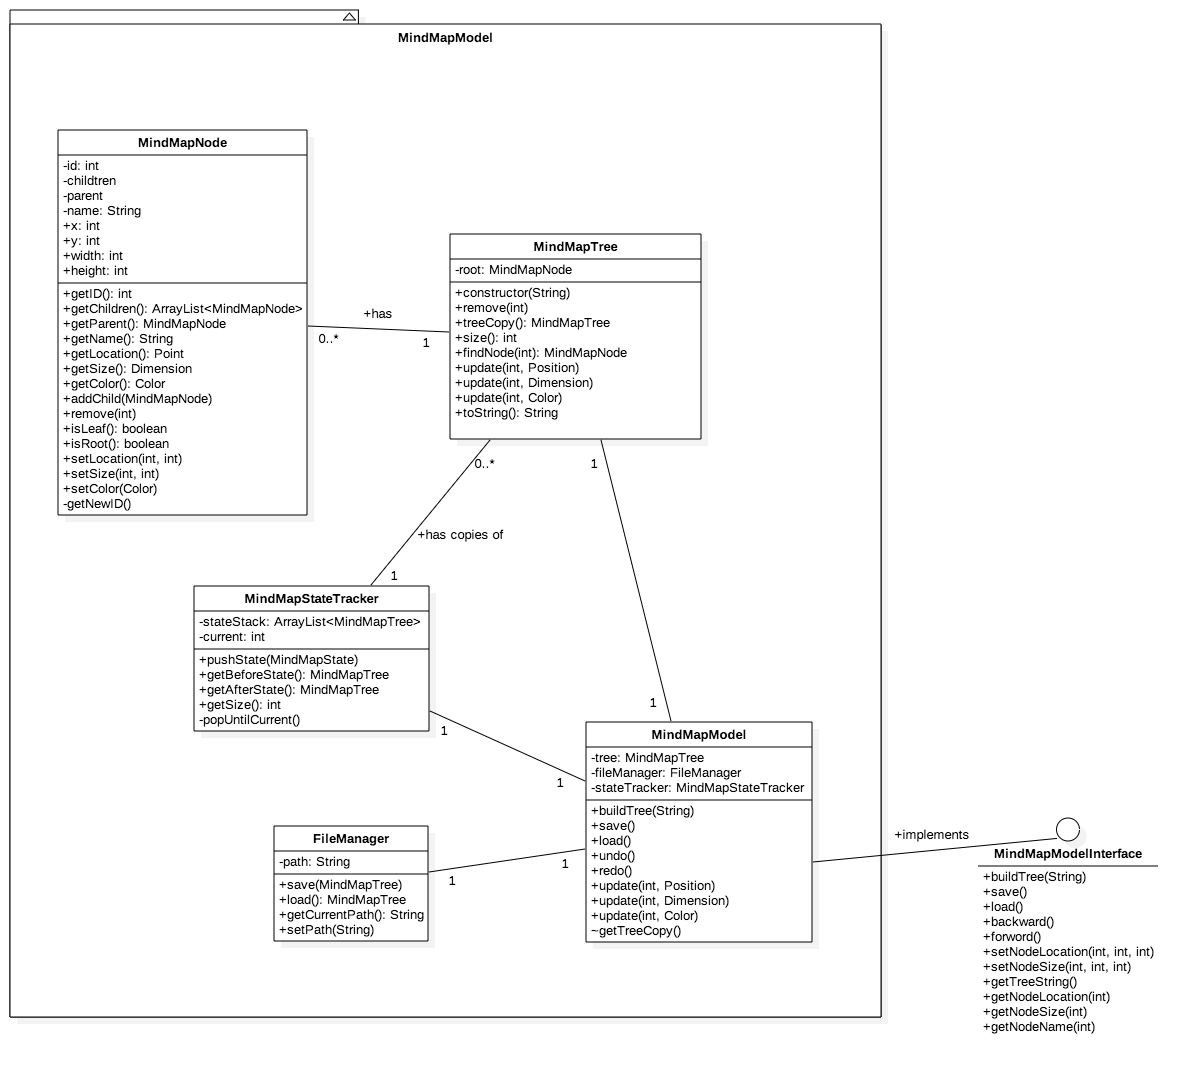 MindMapModel
MindMapNode
-id: int
-childtren
-parent
-name: String
+x: int
+y: int
+width: int
+height: int
+getID(): int
+getChildren(): ArrayList<MindMapNode>
+getParent(): MindMapNode
+getName(): String
+getLocation(): Point
+getSize(): Dimension
+getColor(): Color
+addChild(MindMapNode)
+remove(int)
+isLeaf(): boolean
+isRoot(): boolean
+setLocation(int, int)
+setSize(int, int)
+setColor(Color)
-getNewID()
+has
0..*
1
MindMapTree
-root: MindMapNode
+constructor(String)
+remove(int)
+treeCopy(): MindMapTree
+size(): int
+findNode(int): MindMapNode
+update(int, Position)
+update(int, Dimension)
+update(int, Color)
+toString(): String
0..*
1
+has copies of
1
MindMapStateTracker
-stateStack: ArrayList<MindMapTree>
-current: int
+pushState(MindMapState)
+getBeforeState(): MindMapTree
+getAfterState(): MindMapTree
+getSize(): int
-popUntilCurrent()
1
1
1
MindMapModel
-tree: MindMapTree
-fileManager: FileManager
-stateTracker: MindMapStateTracker
+buildTree(String)
+save()
+load()
+undo()
+redo()
+update(int, Position)
+update(int, Dimension)
+update(int, Color)
~getTreeCopy()
FileManager
-path: String
+save(MindMapTree)
+load(): MindMapTree
+getCurrentPath(): String
+setPath(String)
1
1
+implements
MindMapModelInterface
+buildTree(String)
+save()
+load()
+backward()
+forword()
+setNodeLocation(int, int, int)
+setNodeSize(int, int, int)
+getTreeString()
+getNodeLocation(int)
+getNodeSize(int)
+getNodeName(int)